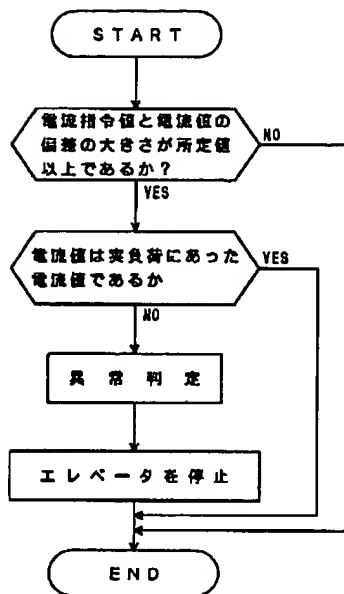 START
電流指令値と電流値の
偏差の大きさが所定値
以上であるか?
NO
YES
電流値は実負荷にあった
電流値であるか
YES
NO
異常判定
エレベータを停止
END